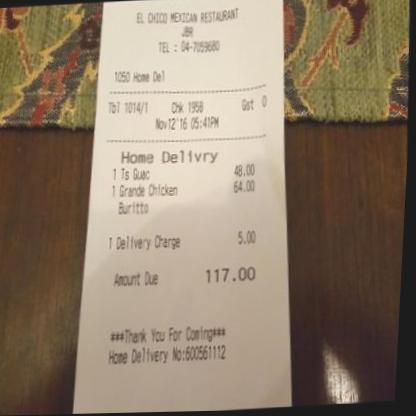 EL CHICO MEXICAN RESTAURANT
JBR
TEL : 04-7059680
1050 Home Del
Tbl 1014/1 Chk 1958 Gst 0
Nov12'16 05:41PM
Home Delivry
1 Ts Guac 48.00
1 Grande Chicken 64.00
Buritto
1 Delivery Charge 5.00
Amount Due 117.00
***Thank You For Coming***
Home Delivery No:600561112